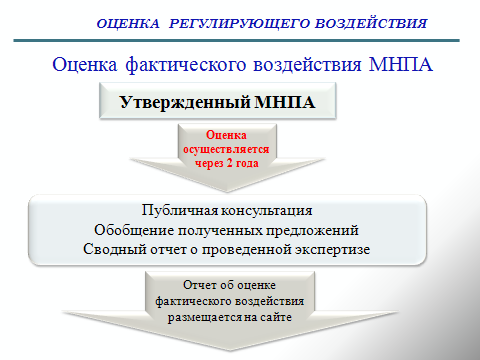 ОЦЕНКА РЕГУЛИРУЮЩЕГО ВОЗДЕЙСТВИЯ
Оценка фактического воздействия МНПА
Утвержденный МНПА
Оценка
осуществляется
через 2 года
Публичная консультация
Обобщение полученных предложений
Сводный отчет о проведенной экспертизе
Отчет об оценке
фактического воздействия
размещается на сайте